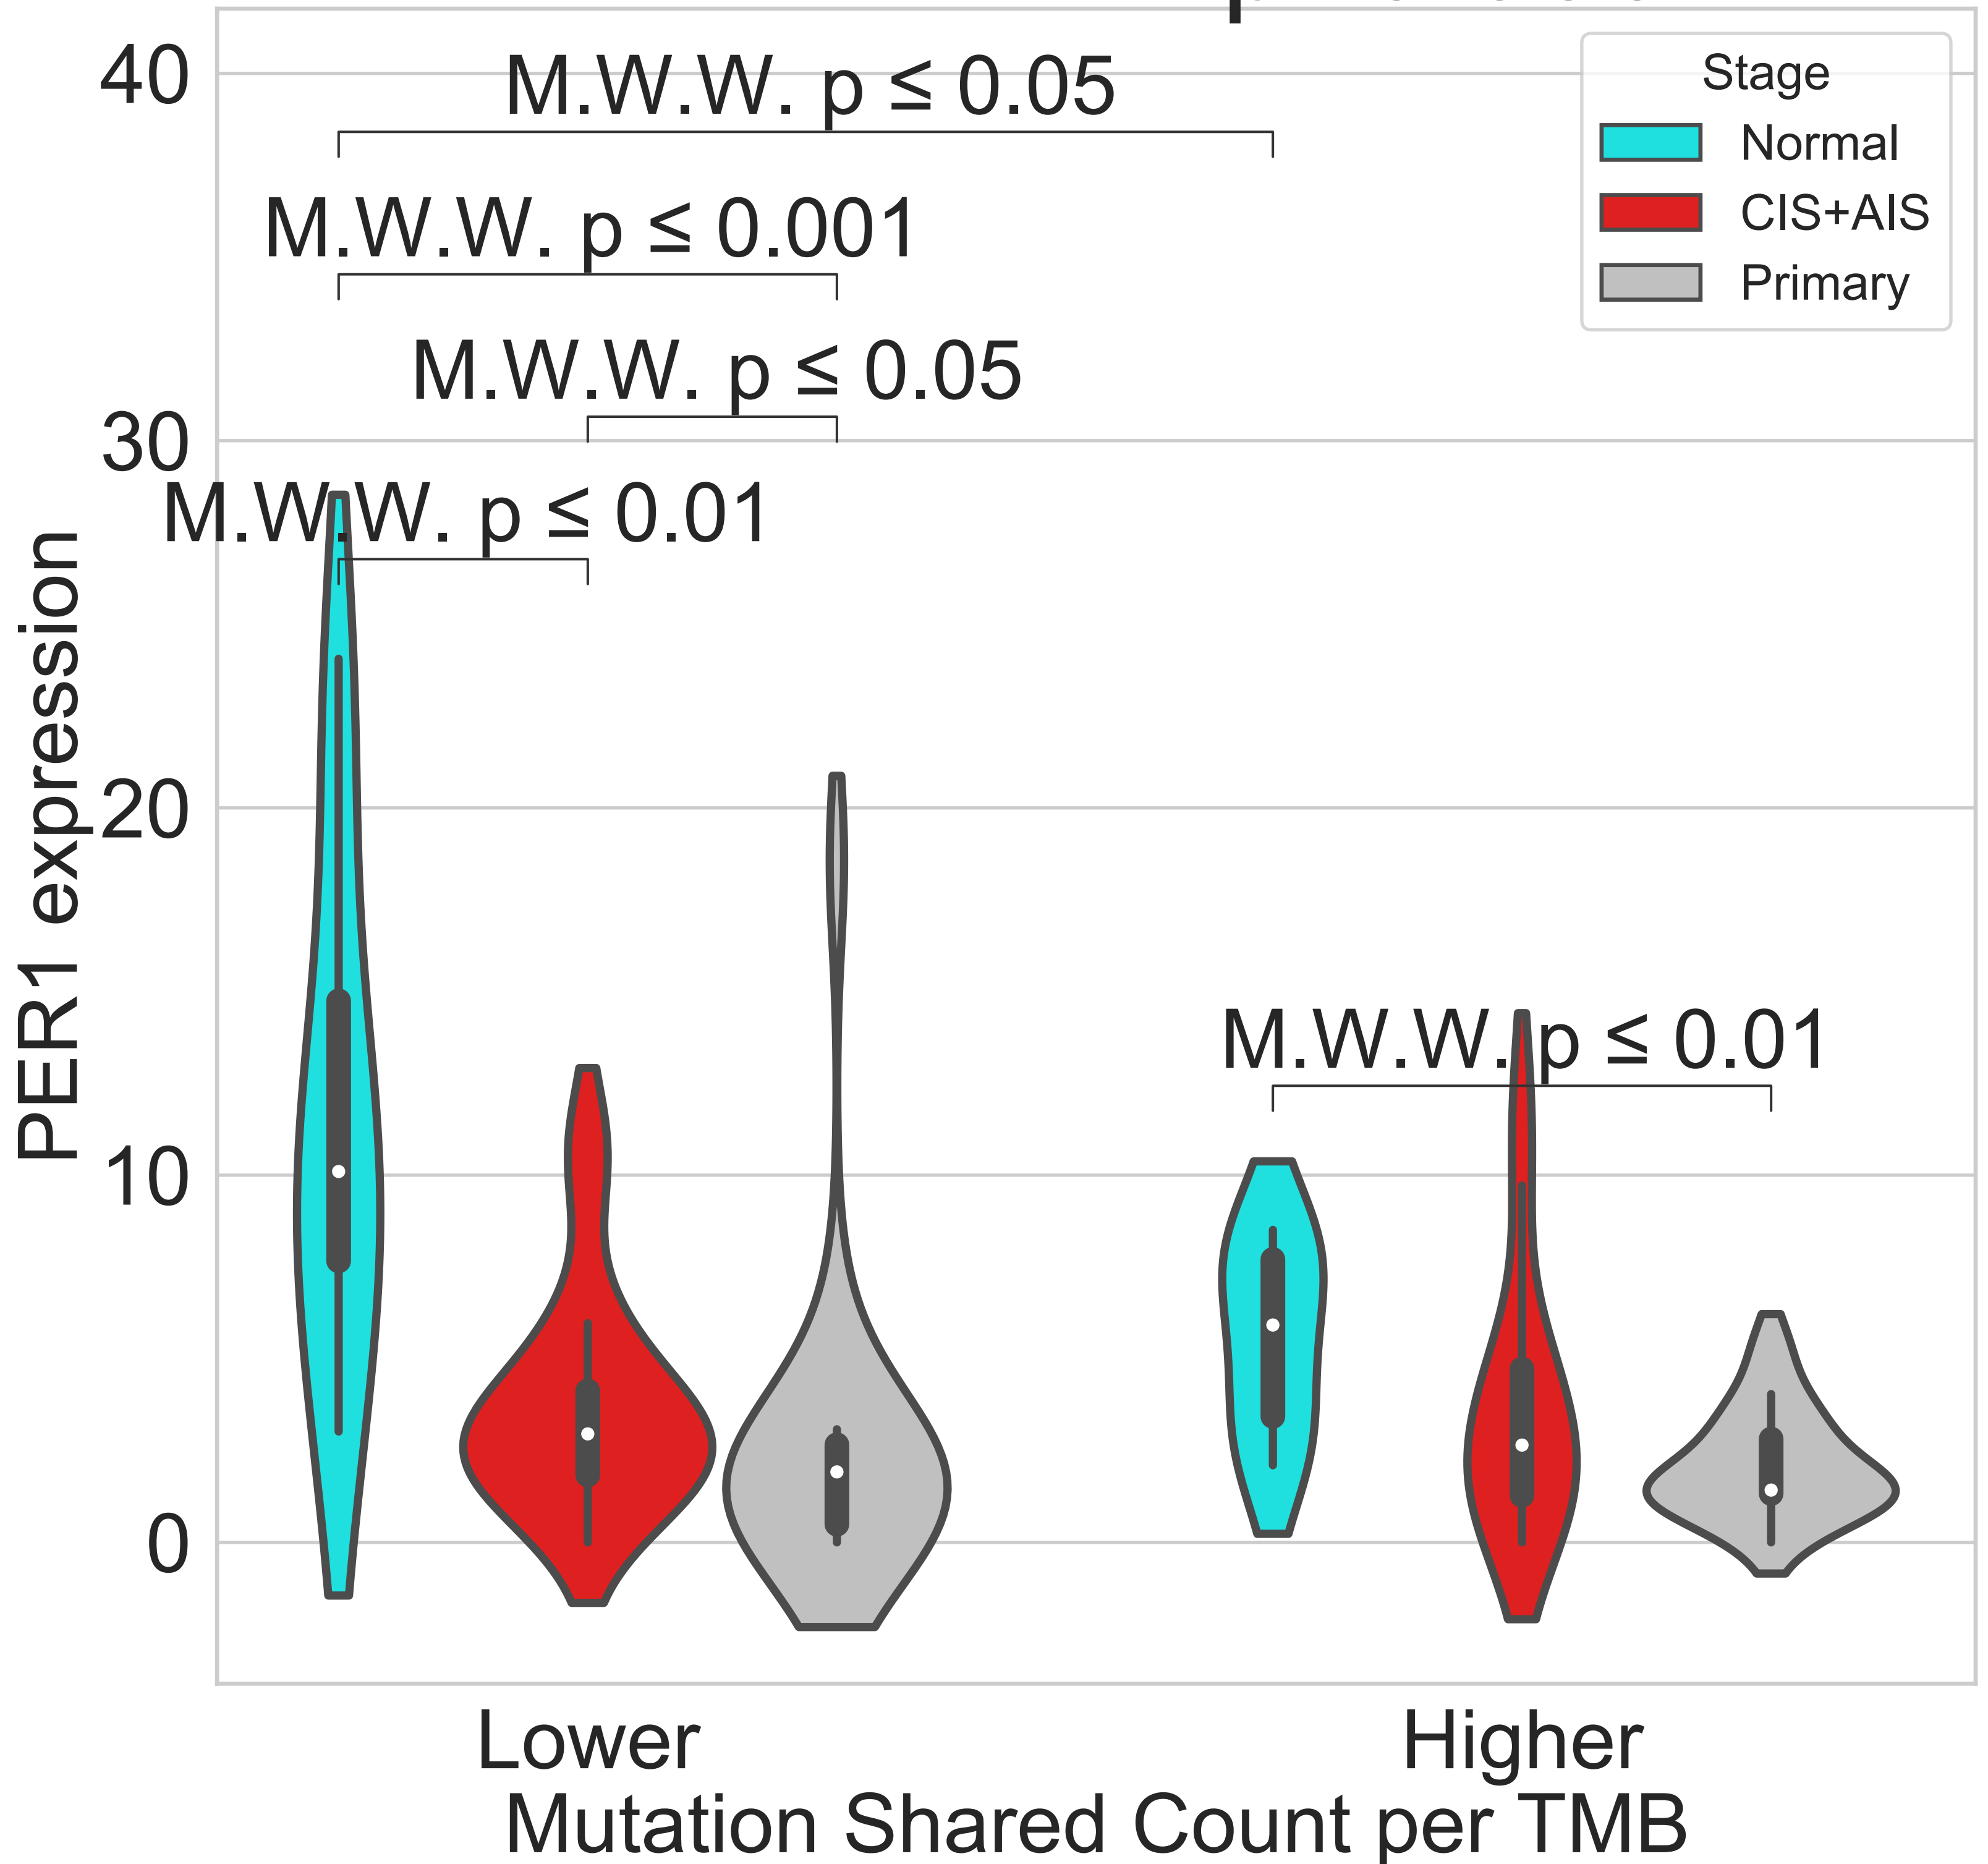 40
M.W.W. p ≤ 0.05
Stage
Normal
CIS+AIS
Primary
M.W.W. p ≤ 0.001
M.W.W. p ≤ 0.05
30
M.W.W. p ≤ 0.01
PER1 expression
20
M.W.W. p ≤ 0.01
10
0
Lower
Higher
Mutation Shared Count per TMB